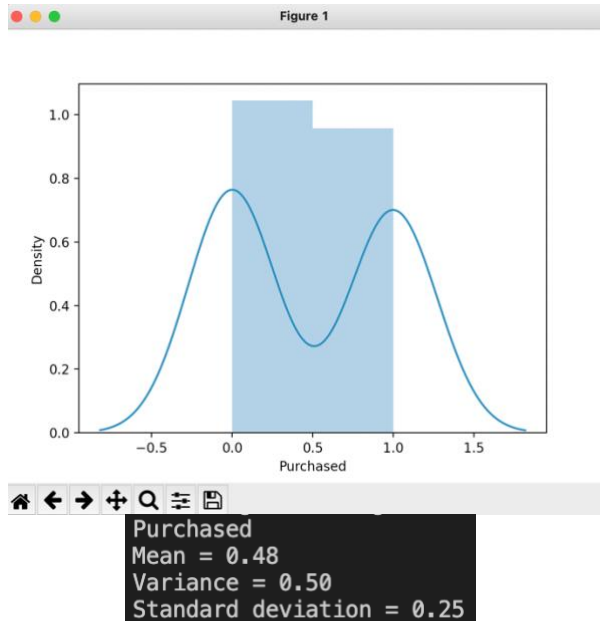 Figure 1
1.0
0.8
0.6
0.4
0.2
0.0
Density
−0.5 0.0 0.5 1.0 1.5
Purchased
Purchased
Mean = 0.48
Variance = 0.50
Standard deviation = 0.25